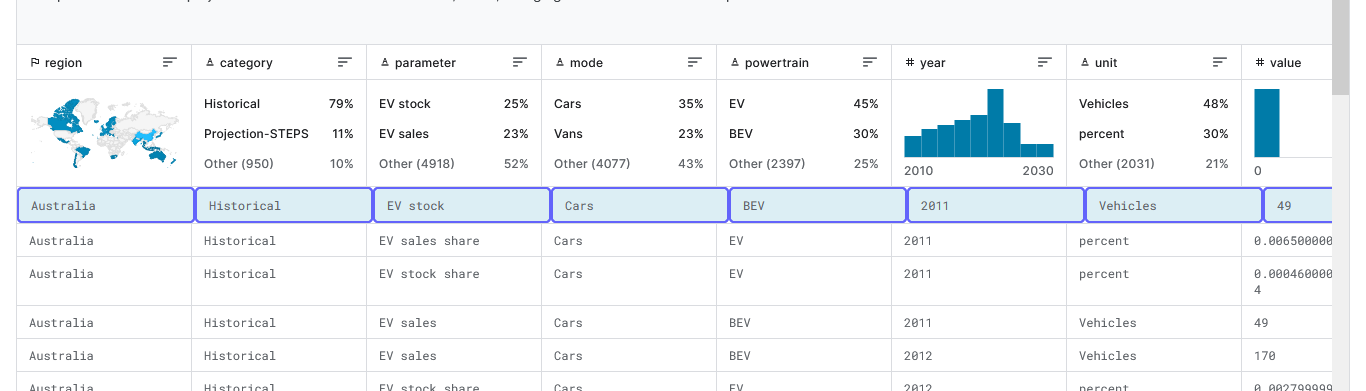 region category parameter mode powertrain year unit value
Historical 79% EV stock 25% Cars 35% EV 45% Vehicles 48%
Projection-STEPS 11% EV sales 23% Vans 23% BEV 30% percent 30%
Other (950) 10% Other (4918) 52% Other (4077) 43% Other (2397) 25% Other (2031) 21%
2010 2030 0
Australia Historical EV stock Cars BEV 2011 Vehicles 49
Australia Historical EV sales share Cars EV 2011 percent 0.006500000
Australia Historical EV stock share Cars EV 2011 percent 0.000460000
4
Australia Historical EV sales Cars BEV 2011 Vehicles 49
Australia Historical EV sales Cars BEV 2012 Vehicles 170
Australia Historical EV stock share Cars EV 2012 percent 0.002799999